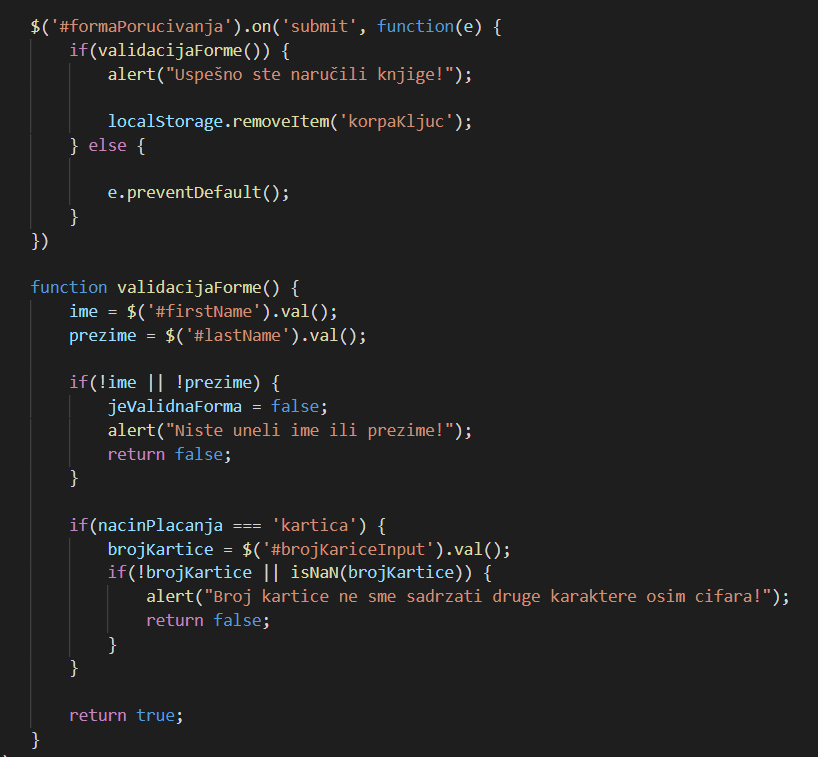 $('#formaPorucivanja').on('submit', function(e) {
    if(validacijaForme()) {
        alert("Uspešno ste naručili knjige!");

        localStorage.removeItem('korpaKljuc');
    } else {

        e.preventDefault();
    }
})

function validacijaForme() {
    ime = $('#firstName').val();
    prezime = $('#lastName').val();

    if(!ime || !prezime) {
        jeValidnaForma = false;
        alert("Niste uneli ime ili prezime!");
        return false;
    }

    if(nacinPlacanja === 'kartica') {
        brojKartice = $('#brojKariceInput').val();
        if(!brojKartice || isNaN(brojKartice)) {
            alert("Broj kartice ne sme sadrzati druge karaktere osim cifara!");
            return false;
        }
    }

    return true;
}